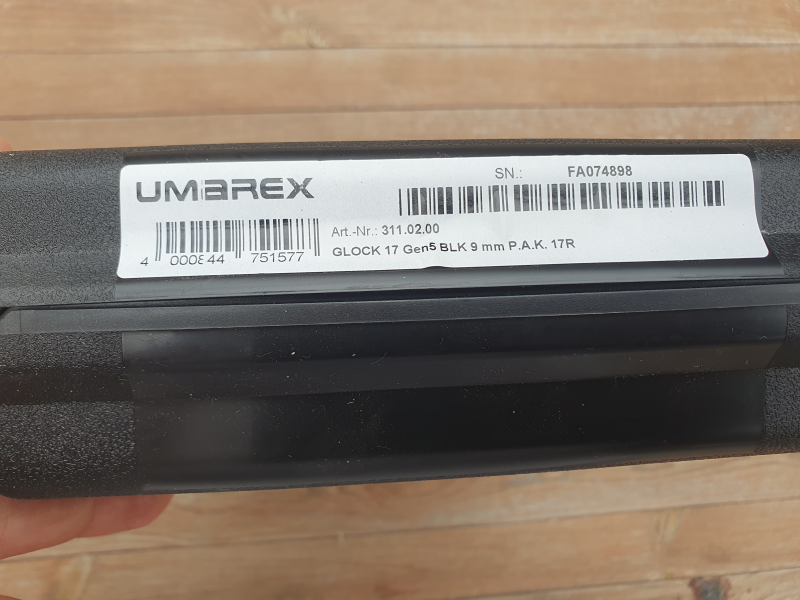 UMAREX
SN.: FA074898
Art.-Nr.: 311.02.00
GLOCK 17 Gen5 BLK 9 mm P.A.K. 17R
4 000844 751577